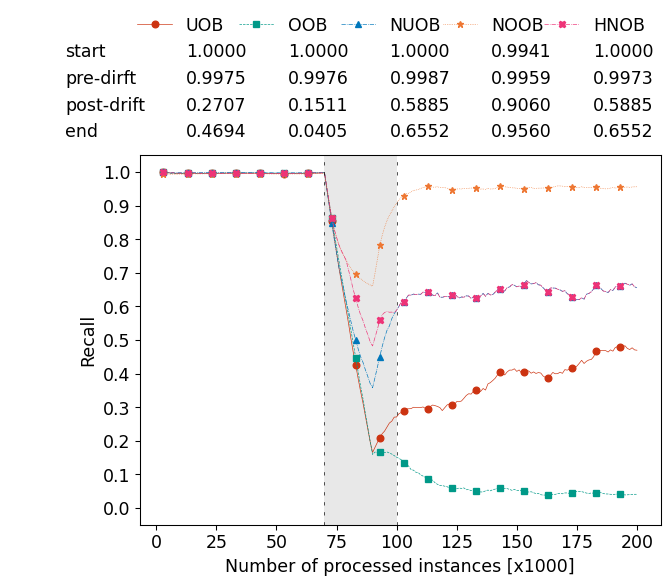 UOB OOB NUOB NOOB HNOB
start 1.0000 1.0000 1.0000 0.9941 1.0000
pre-dirft 0.9975 0.9976 0.9987 0.9959 0.9973
post-drift 0.2707 0.1511 0.5885 0.9060 0.5885
end 0.4694 0.0405 0.6552 0.9560 0.6552
1.0
0.9
0.8
0.7
0.6
0.5
0.4
0.3
0.2
0.1
0.0
Recall
0 25 50 75 100 125 150 175 200
Number of processed instances [x1000]